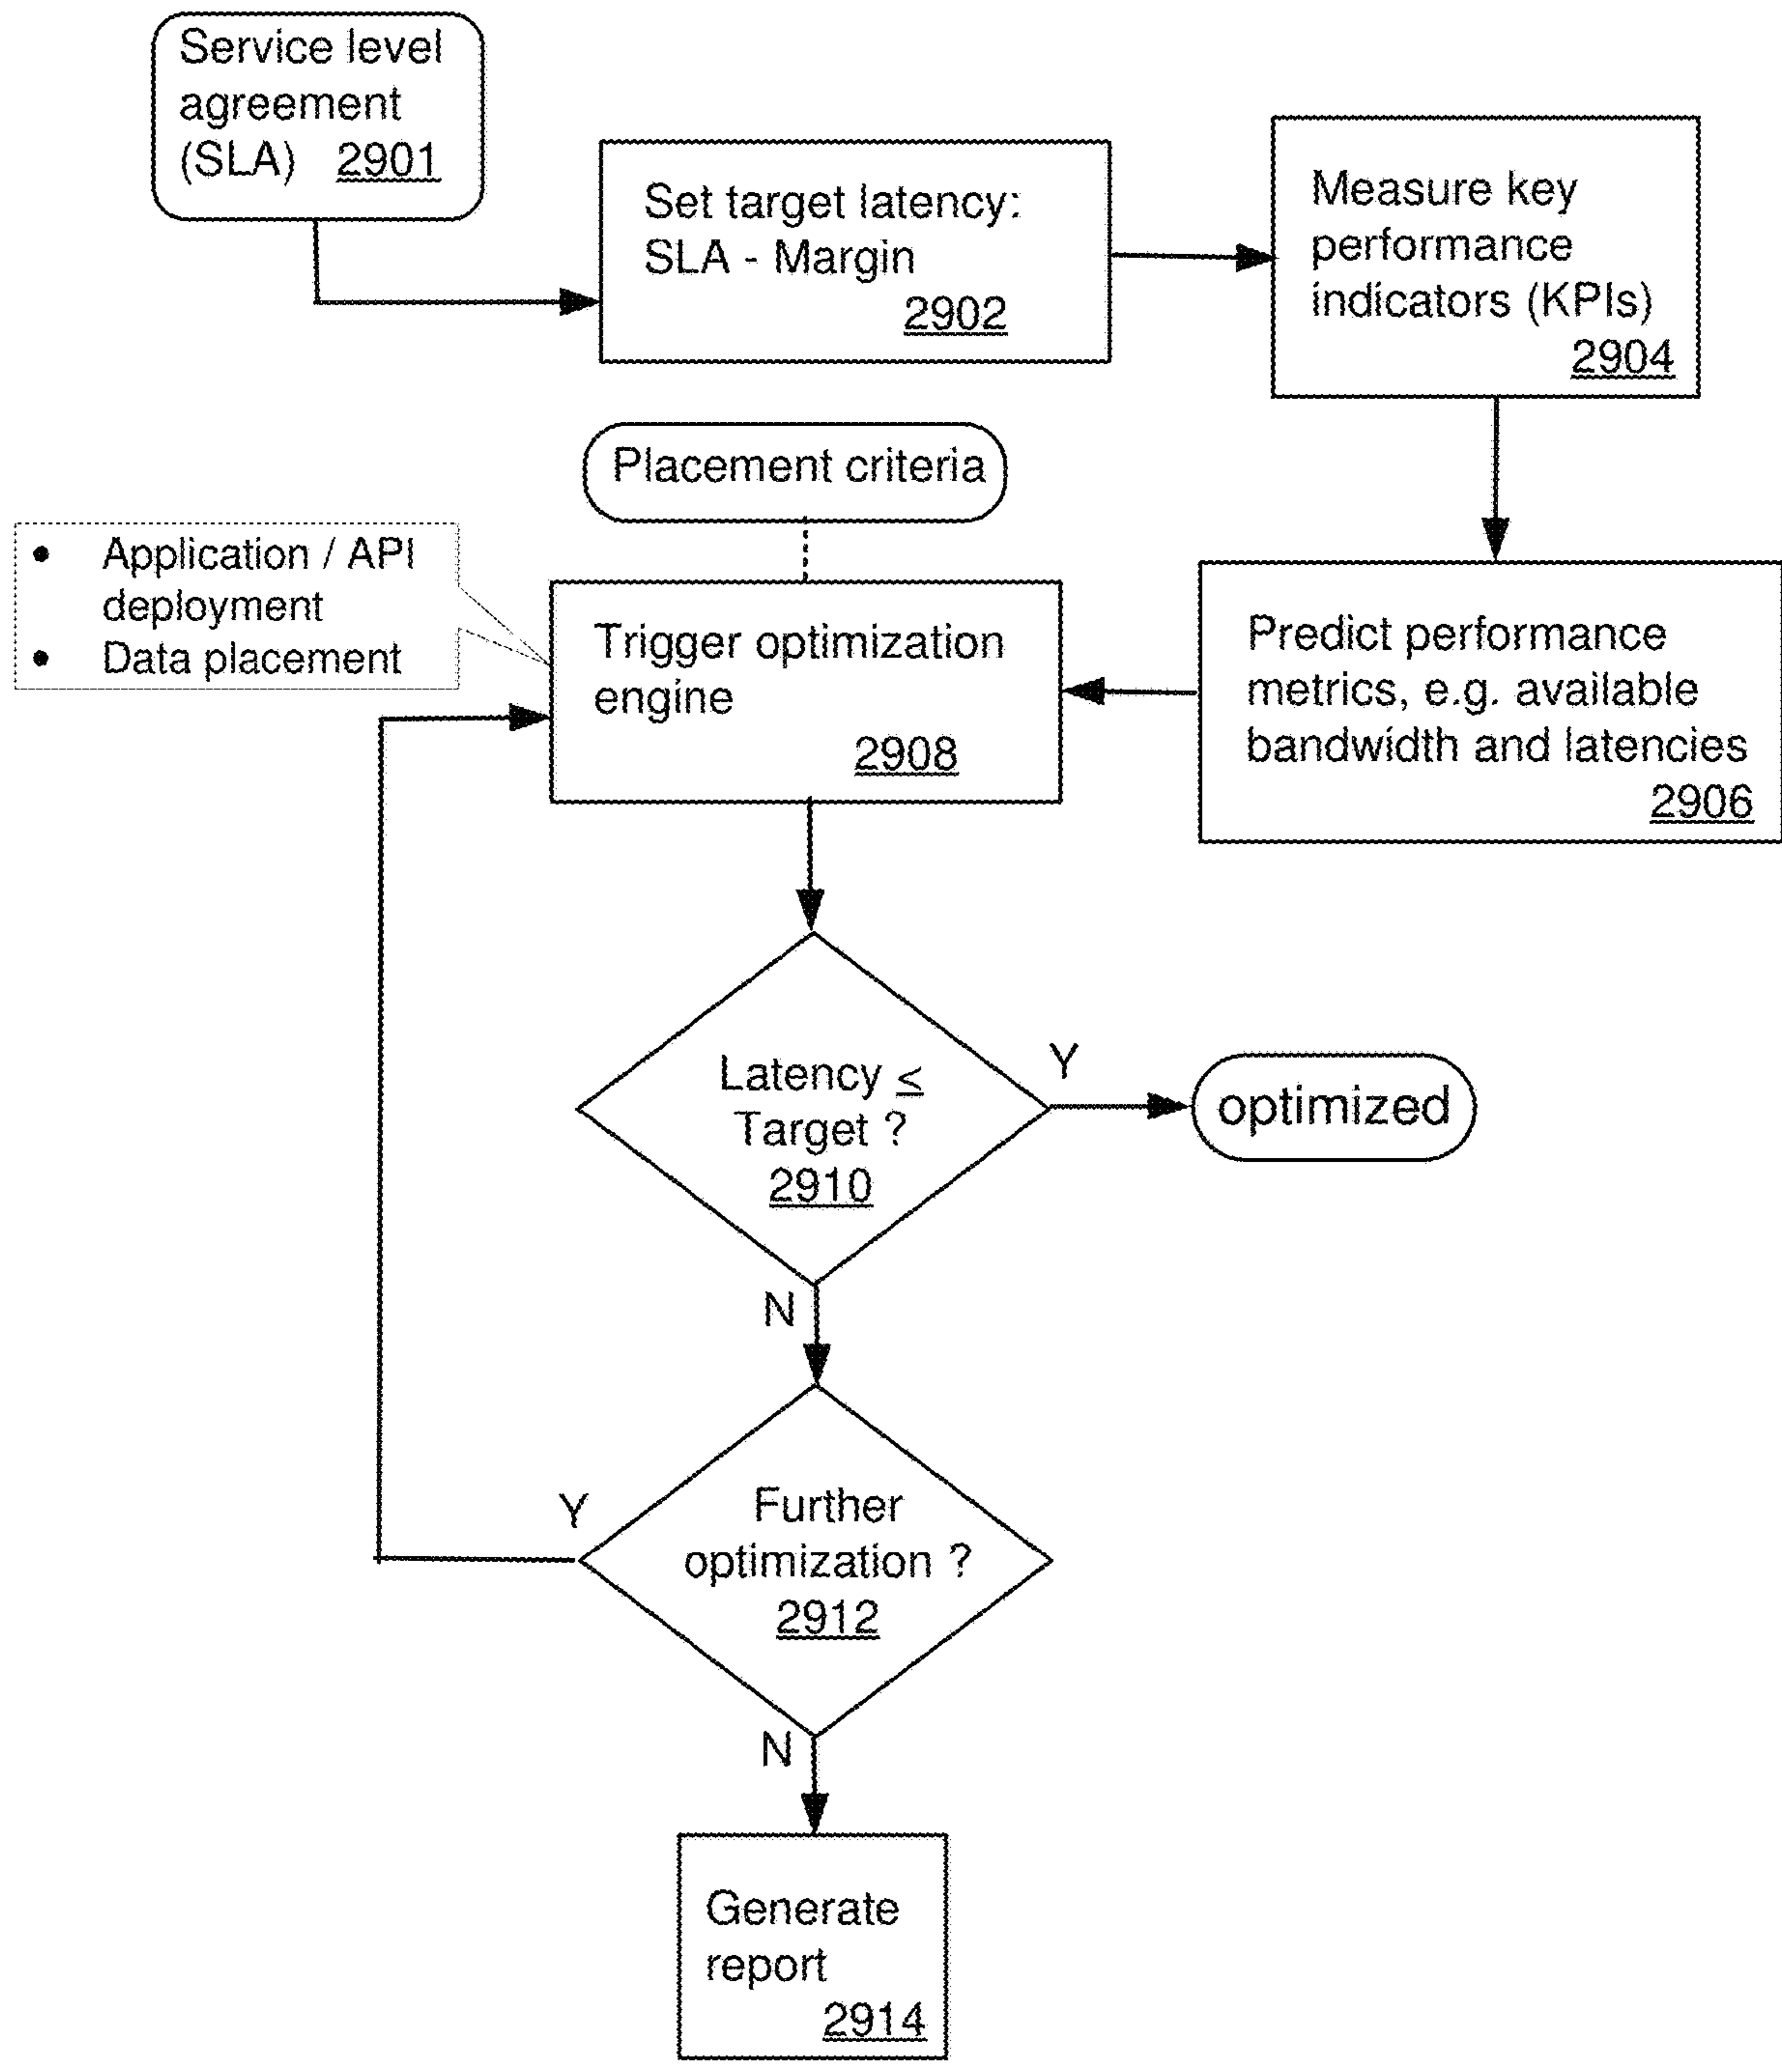 Service level
agreement
(SLA) 2901
Set target latency:
SLA - Margin
2902
Measure key
performance
indicators (KPIs)
2904
Placement criteria
• Application / API
deployment
• Data placement
Trigger optimization
engine
2908
Predict performance
metrics, e.g. available
bandwidth and latencies
2906
Latency ≤
Target ?
2910
Y
optimized
N
Further
optimization ?
2912
Y
N
Generate
report
2914